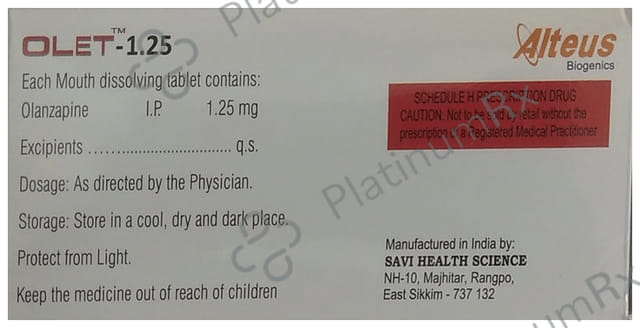 OLET™-1.25
Alteus
Biogenics
Each Mouth dissolving tablet contains:
Olanzapine I.P. 1.25 mg
Excipients ................................ q.s.
Dosage: As directed by the Physician.
Storage: Store in a cool, dry and dark place.
Protect from Light.
Keep the medicine out of reach of children
SCHEDULE H PRESCRIPTION DRUG
CAUTION: Not to be sold by retail without the
prescription of a Registered Medical Practitioner
Manufactured in India by:
SAVI HEALTH SCIENCE
NH-10, Majhitar, Rangpo,
East Sikkim - 737 132
PlatinumRx
PlatinumRx
PlatinumRx